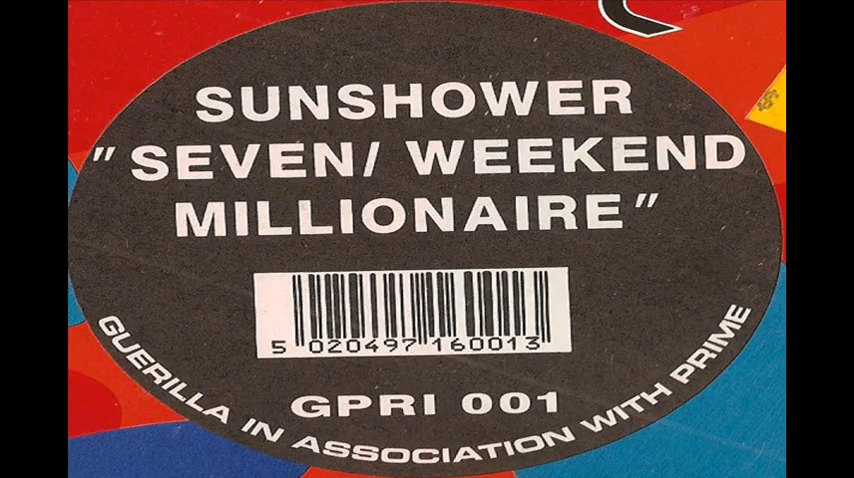 SUNSHOWER
"SEVEN/ WEEKEND
MILLIONAIRE"
5 020497 160013
GPRI 001
GUERILLA IN ASSOCIATION WITH PRIME